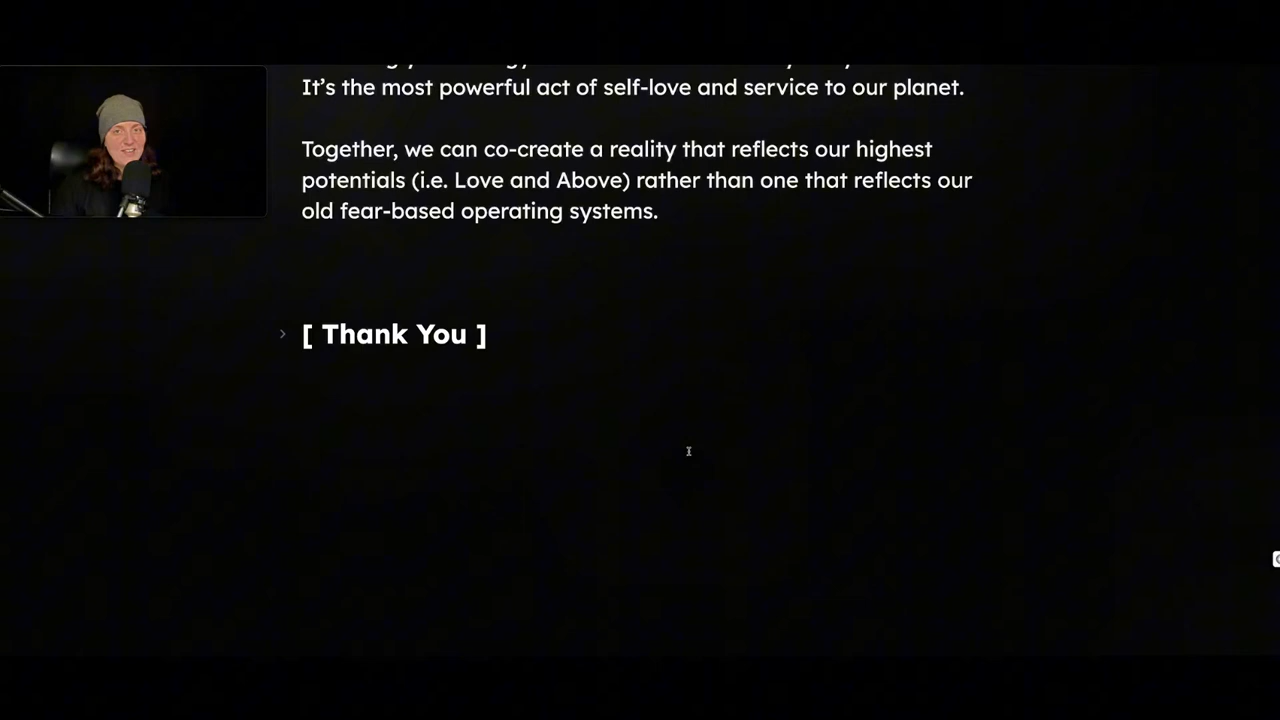 It’s the most powerful act of self-love and service to our planet.
Together, we can co-create a reality that reflects our highest
potentials (i.e. Love and Above) rather than one that reflects our
old fear-based operating systems.
[ Thank You ]